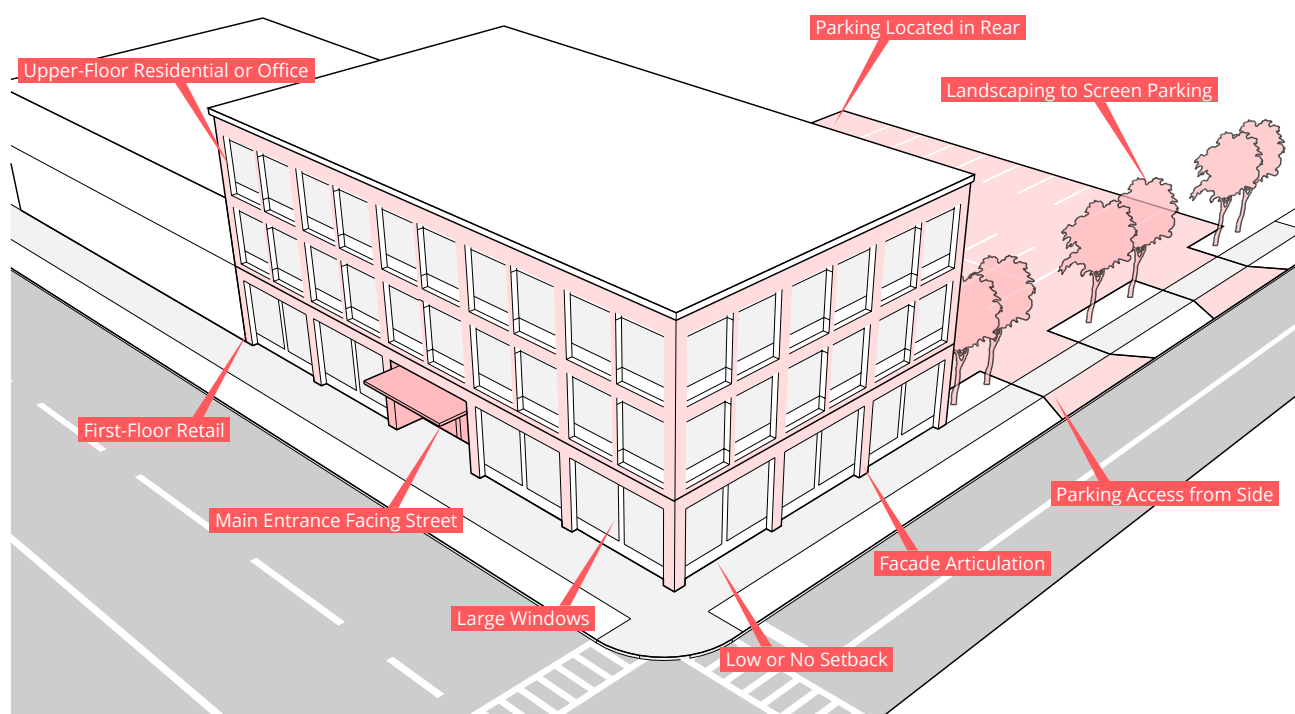 Parking Located in Rear
Upper-Floor Residential or Office
Landscaping to Screen Parking
First-Floor Retail
Parking Access from Side
Main Entrance Facing Street
Facade Articulation
Large Windows
Low or No Setback